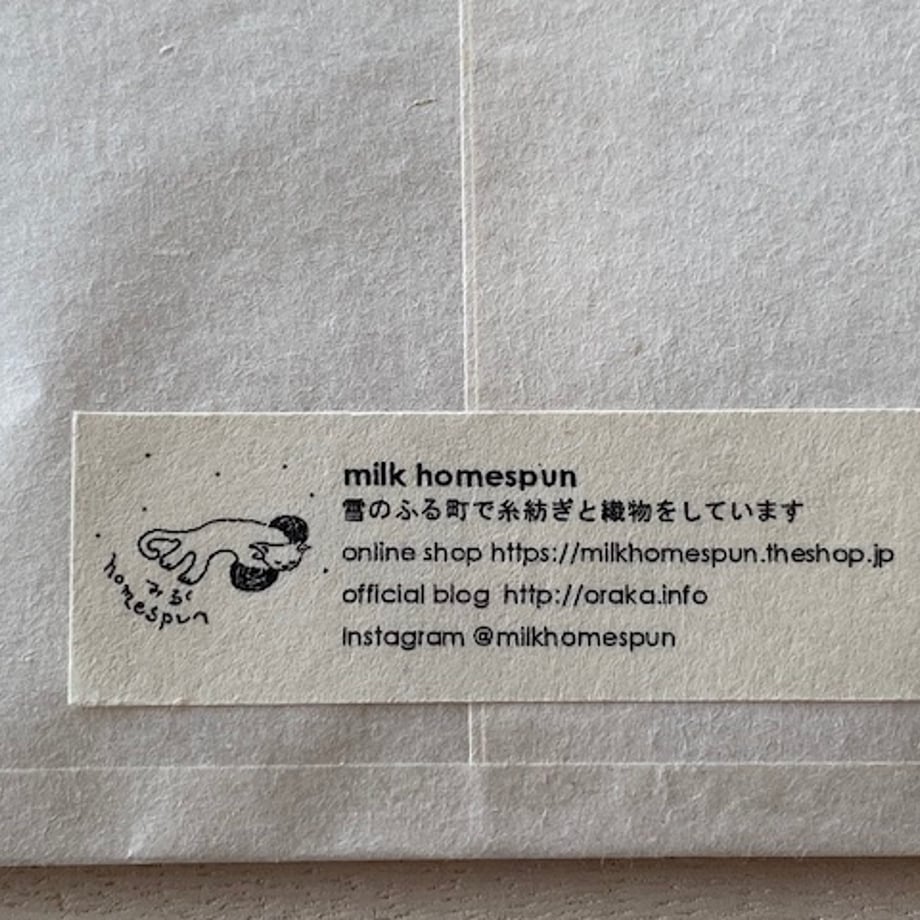 milk homespun
雪のふる町で糸紡ぎと織物をしています
online shop https://milkhomespun.theshop.jp
official blog http://oraka.info
Instagram @milkhomespun
みるく
homespun